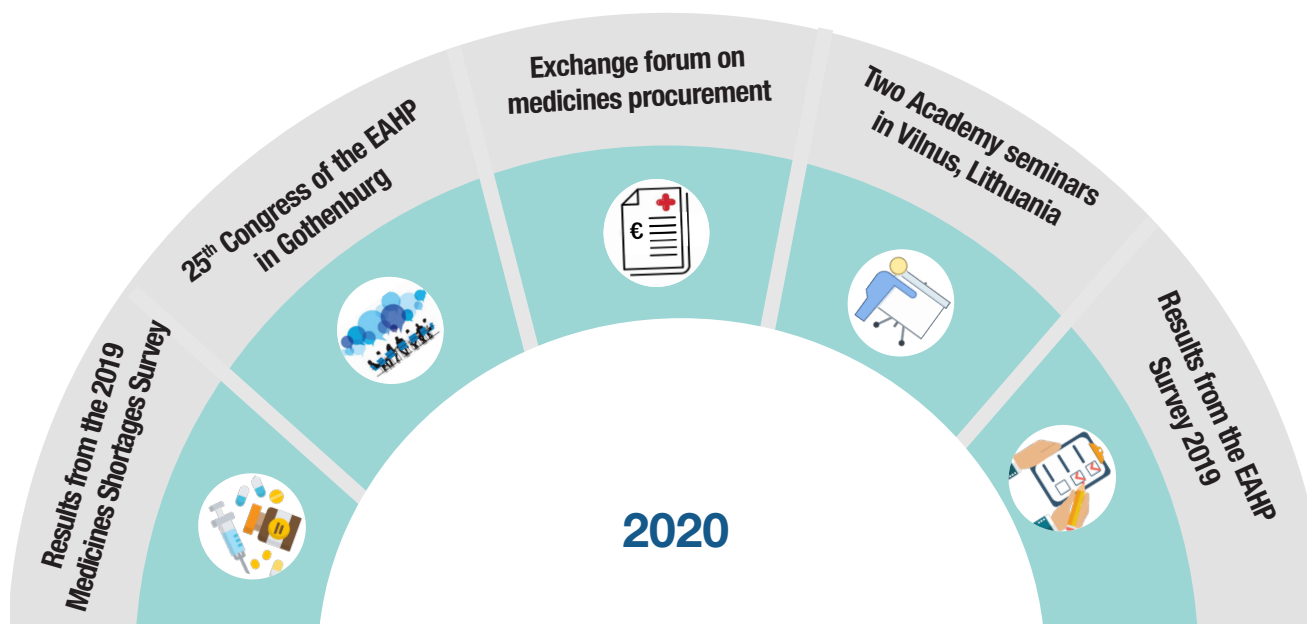 Results from the 2019
Medicines Shortages Survey
25th Congress of the EAHP
in Gothenburg
Exchange forum on
medicines procurement
€
Two Academy seminars
in Vilnus, Lithuania
Results from the EAHP
Survey 2019
2020